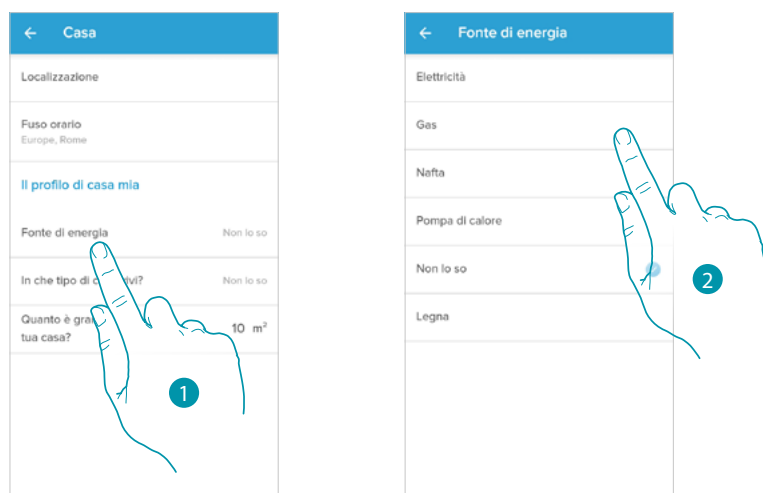 Casa
Localizzazione
Fuso orario
Europe, Rome
Il profilo di casa mia
Fonte di energia Non lo so
In che tipo di Non lo so
Quanto è 10 m²
tua casa?
1
Fonte di energia
Elettricità
Gas
Nafta
Pompa di calore
Non lo so
Legna
2